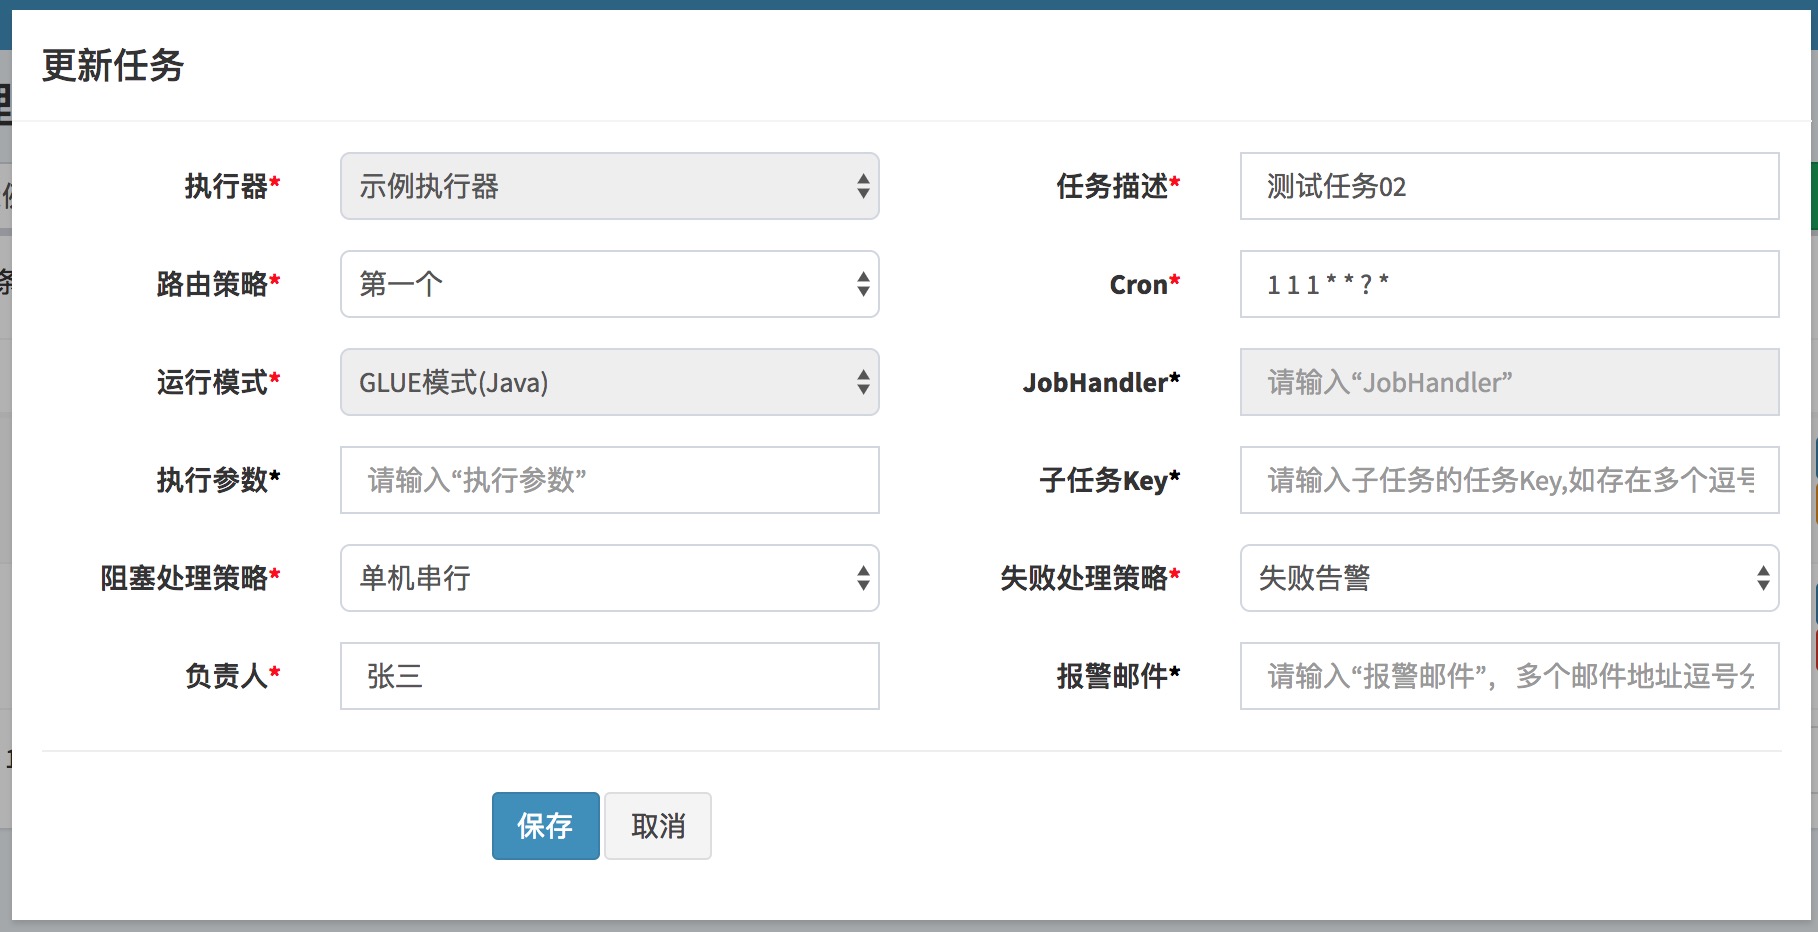 更新任务
执行器* 示例执行器 任务描述* 测试任务02
路由策略* 第一个 Cron* 1 1 1 * * ? *
运行模式* GLUE模式(Java) JobHandler* 请输入“JobHandler”
执行参数* 请输入“执行参数” 子任务Key* 请输入子任务的任务Key,如存在多个逗号
阻塞处理策略* 单机串行 失败处理策略* 失败告警
负责人* 张三 报警邮件* 请输入“报警邮件”，多个邮件地址逗号分
保存 取消